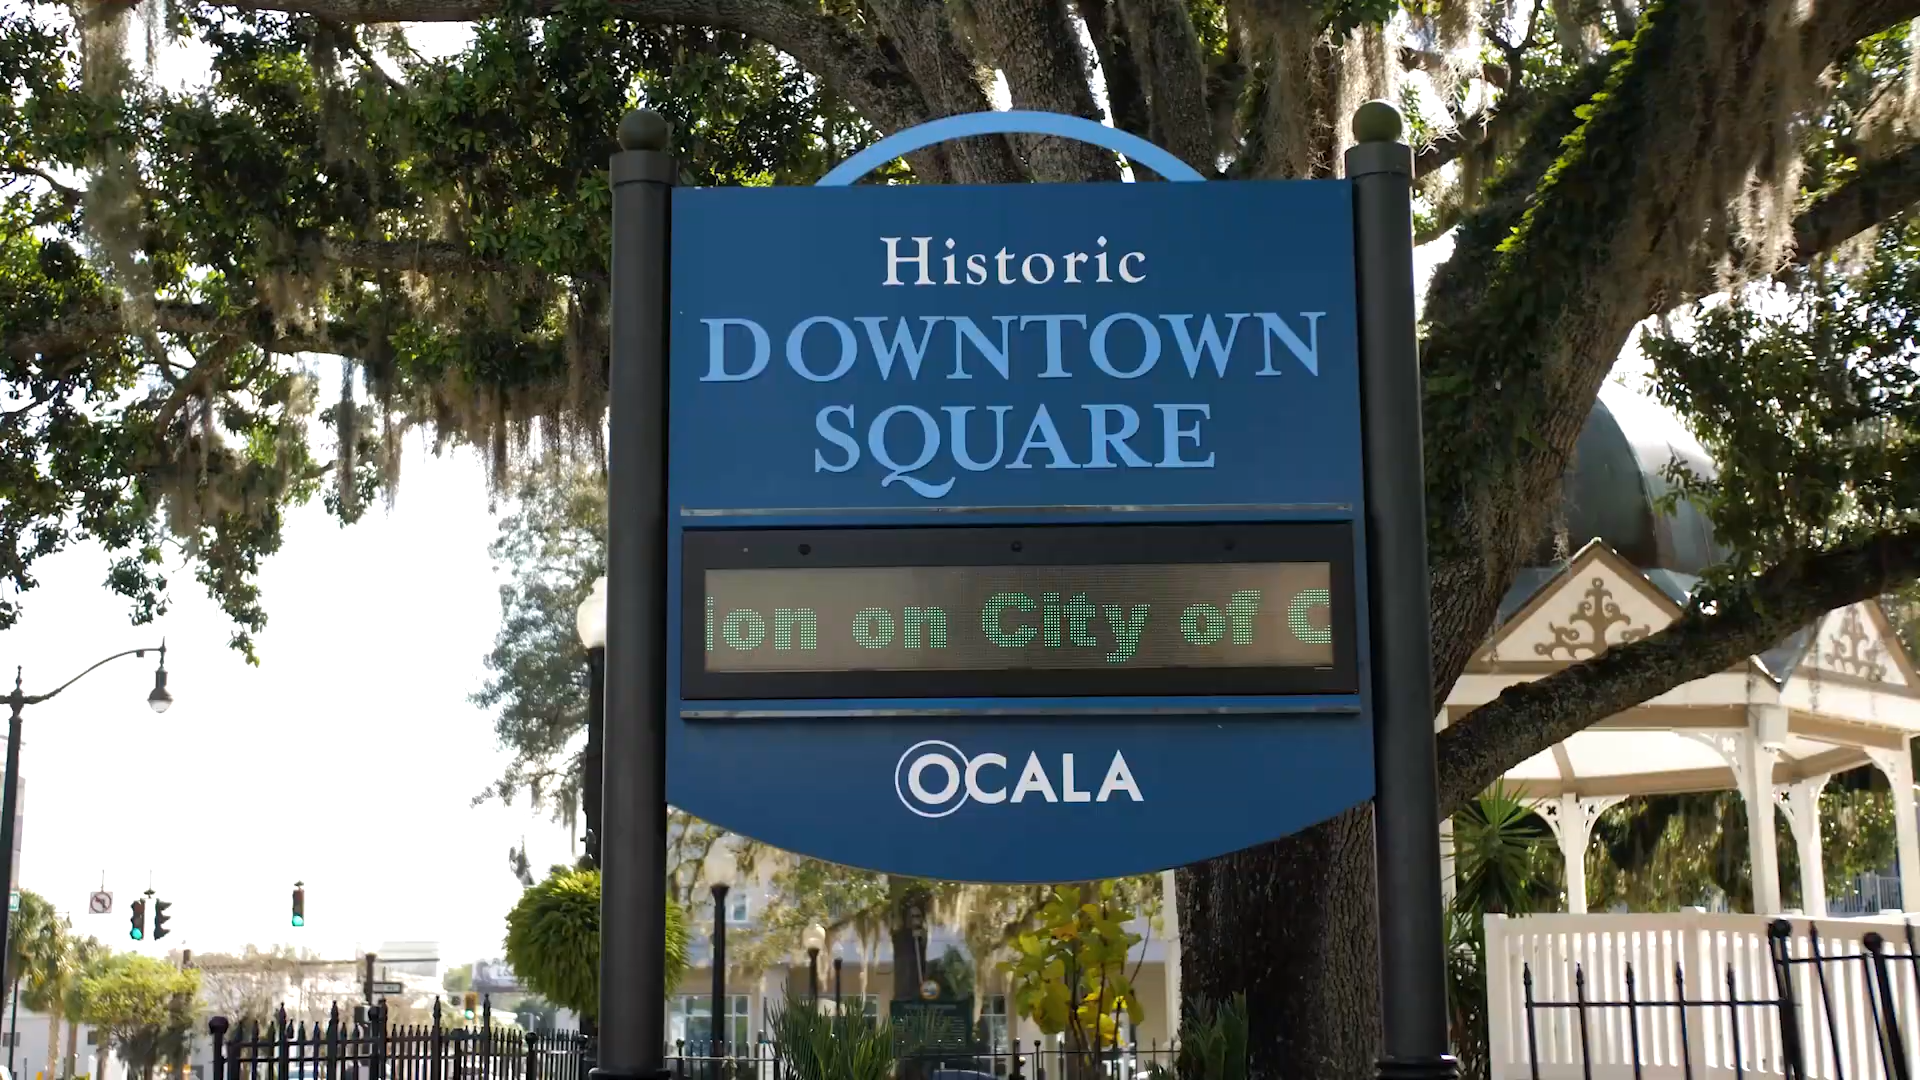 Historic
DOWNTOWN
SQUARE
ion on City of C
OCALA